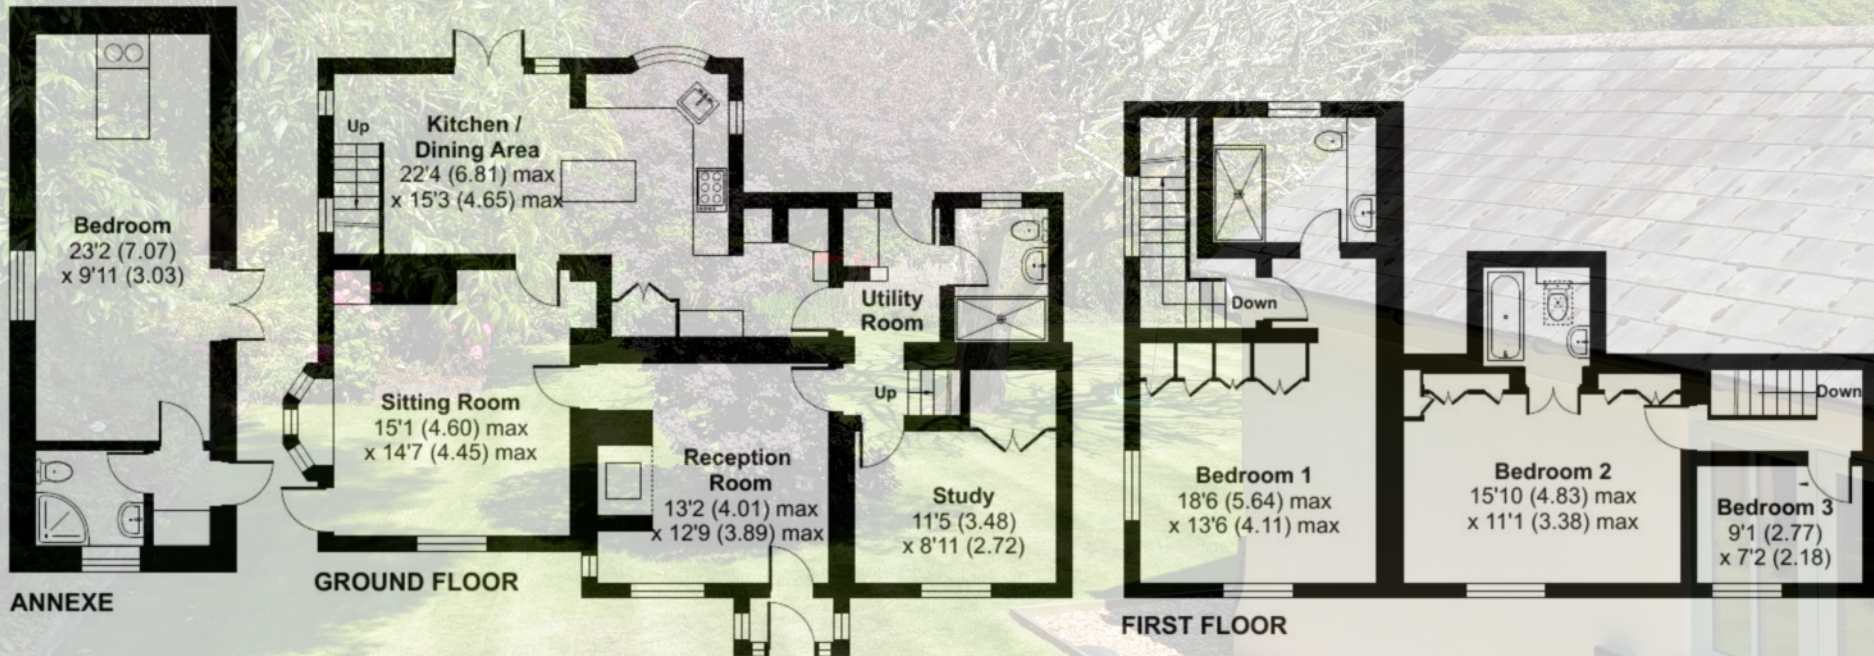 Bedroom
23'2 (7.07)
x 9'11 (3.03)
ANNEXE
Up
Kitchen /
Dining Area
22'4 (6.81) max
x 15'3 (4.65) max
Utility
Room
Sitting Room
15'1 (4.60) max
x 14'7 (4.45) max
Up
Reception
Room
13'2 (4.01) max
x 12'9 (3.89) max
Study
11'5 (3.48)
x 8'11 (2.72)
GROUND FLOOR
Down
Bedroom 1
18'6 (5.64) max
x 13'6 (4.11) max
Bedroom 2
15'10 (4.83) max
x 11'1 (3.38) max
Down
Bedroom 3
9'1 (2.77)
x 7'2 (2.18)
FIRST FLOOR